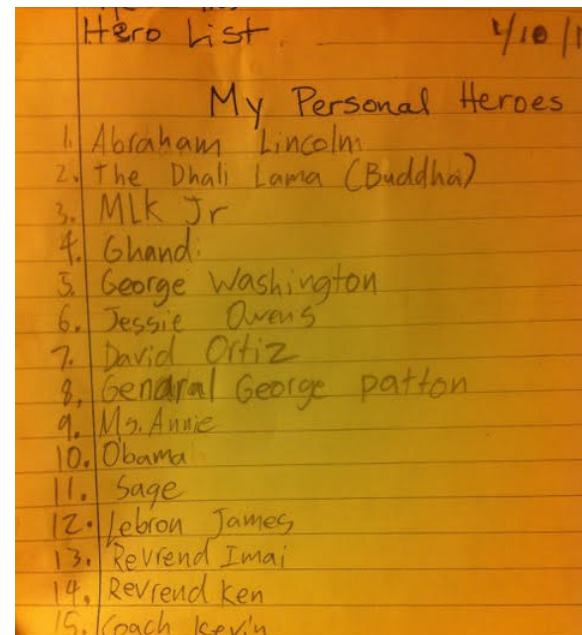 Hero List 4/10/1
My Personal Heroes
1. Abraham Lincolm
2. The Dhali Lama (Buddha)
3. MLK Jr
4. Ghandi
5. George Washington
6. Jessie Owens
7. David Ortiz
8. Genaral George patton
9. Ms. Annie
10. Obama
11. Sage
12. Lebron James
13. Revrend Imai
14. Revrend Ken
15. Coach Kevin